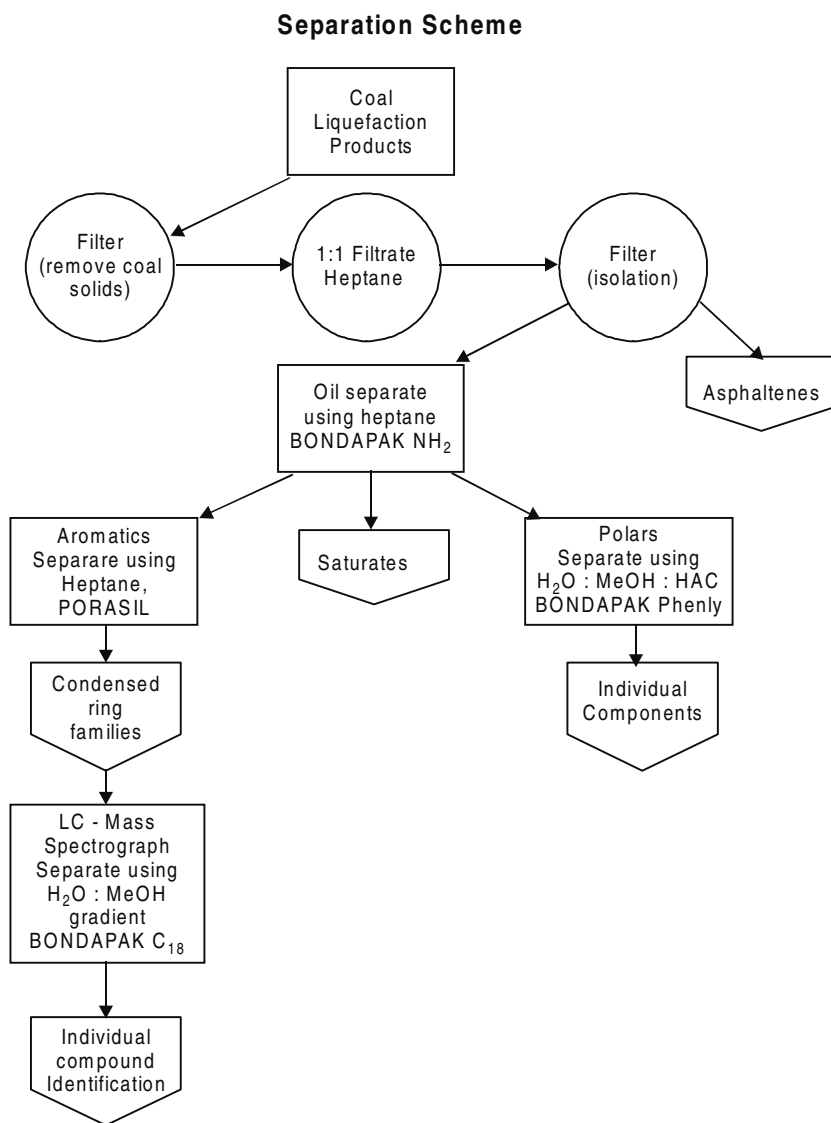 Separation Scheme
Coal
Liquefaction
Products
Filter
(remove coal
solids)
1:1 Filtrate
Heptane
Filter
(isolation)
Asphaltenes
Oil separate
using heptane
BONDAPAK NH₂
Aromatics
Separare using
Heptane,
PORASIL
Saturates
Polars
Separate using
H₂O : MeOH : HAC
BONDAPAK Phenly
Condensed
ring
families
Individual
Components
LC - Mass
Spectrograph
Separate using
H₂O : MeOH
gradient
BONDAPAK C₁₈
Individual
compound
Identification